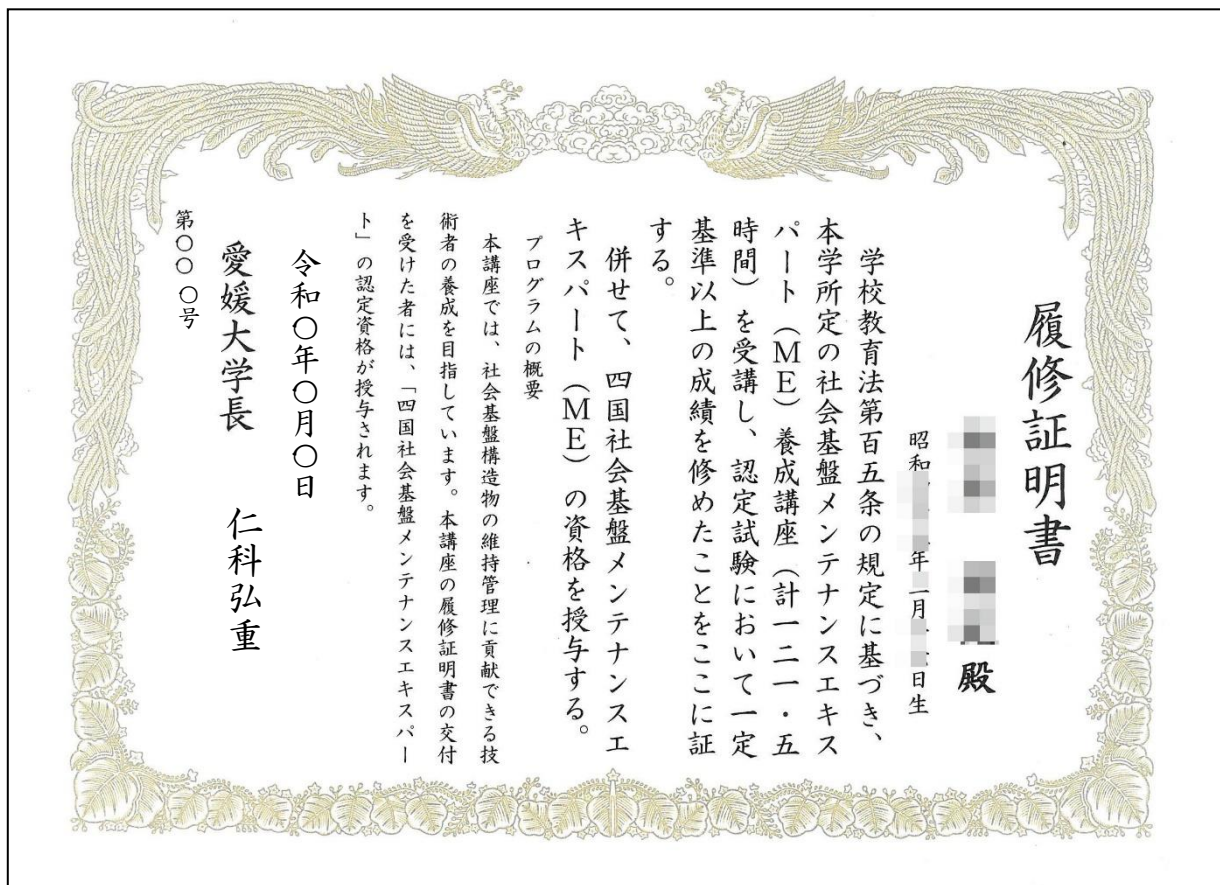 履修証明書
殿
昭和 年 月 日生
学校教育法第百五条の規定に基づき、
本学所定の社会基盤メンテナンスエキス
パート（ＭＥ）養成講座（計一二一・五
時間）を受講し、認定試験において一定
基準以上の成績を修めたことをここに証
する。
併せて、四国社会基盤メンテナンスエ
キスパート（ＭＥ）の資格を授与する。
プログラムの概要
本講座では、社会基盤構造物の維持管理に貢献できる技
術者の養成を目指しています。本講座の履修証明書の交付
を受けた者には、「四国社会基盤メンテナンスエキスパー
ト」の認定資格が授与されます。
令和〇年〇月〇日
愛媛大学長 仁科弘重
第〇〇〇号